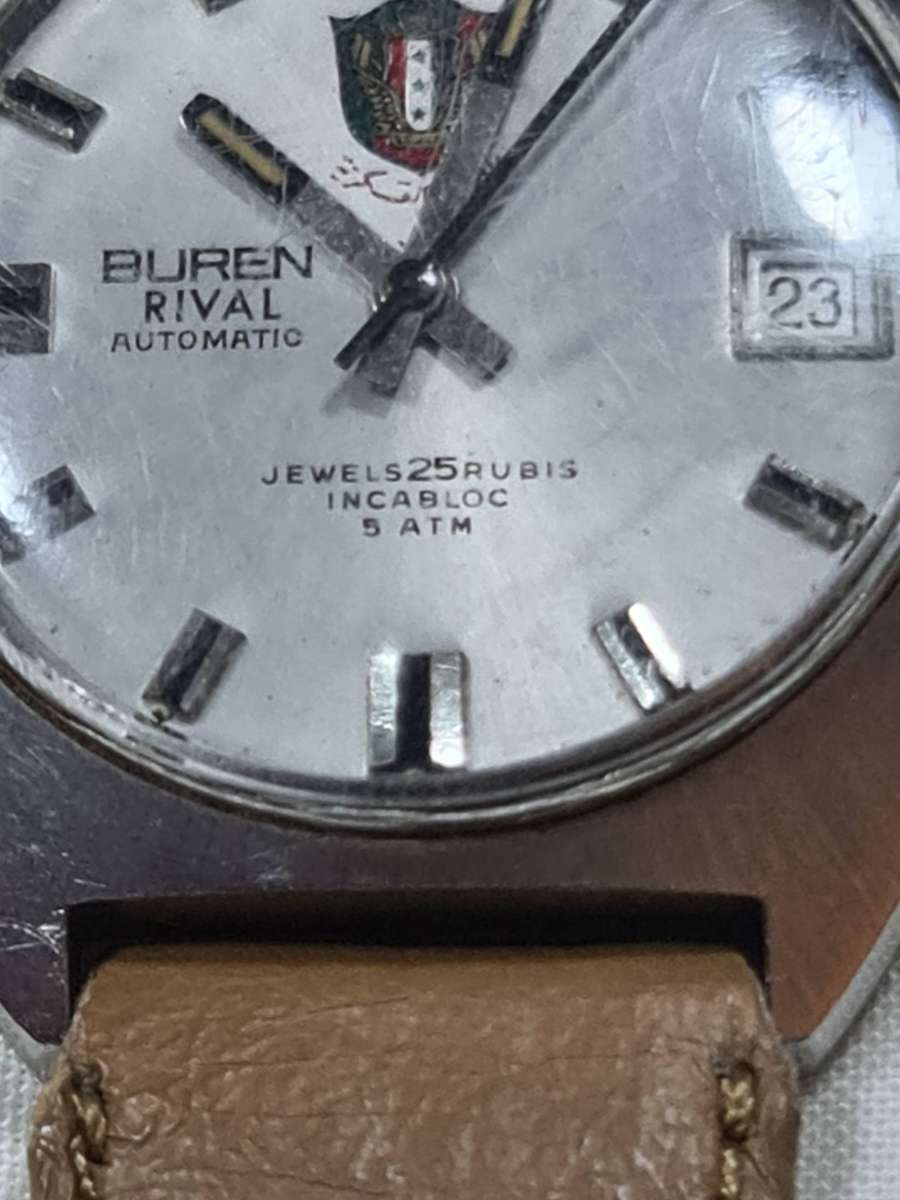 BUREN
RIVAL
AUTOMATIC
23
JEWELS 25 RUBIS
INCABLOC
5 ATM